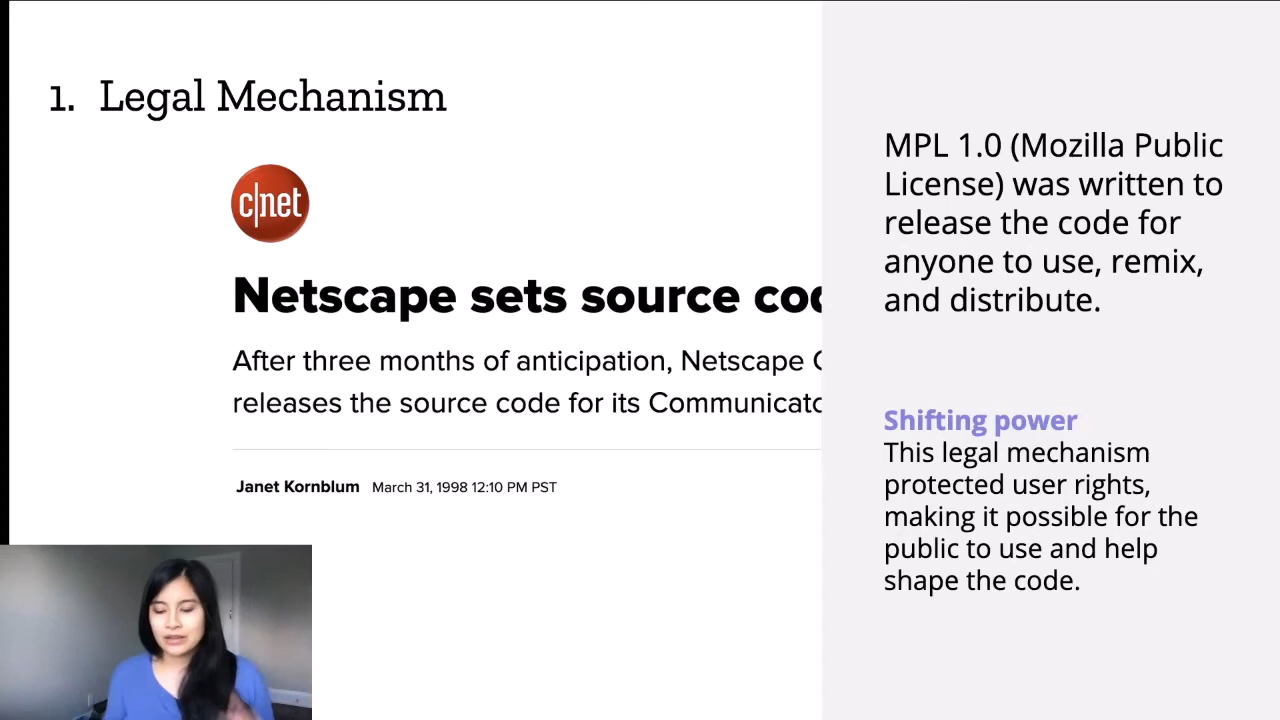 1. Legal Mechanism
c|net
Netscape sets source
After three months of anticipation, Netscape
releases the source code for its
Janet Kornblum March 31, 1998 12:10 PM PST
MPL 1.0 (Mozilla Public
License) was written to
release the code for
anyone to use, remix,
and distribute.
Shifting power
This legal mechanism
protected user rights,
making it possible for the
public to use and help
shape the code.